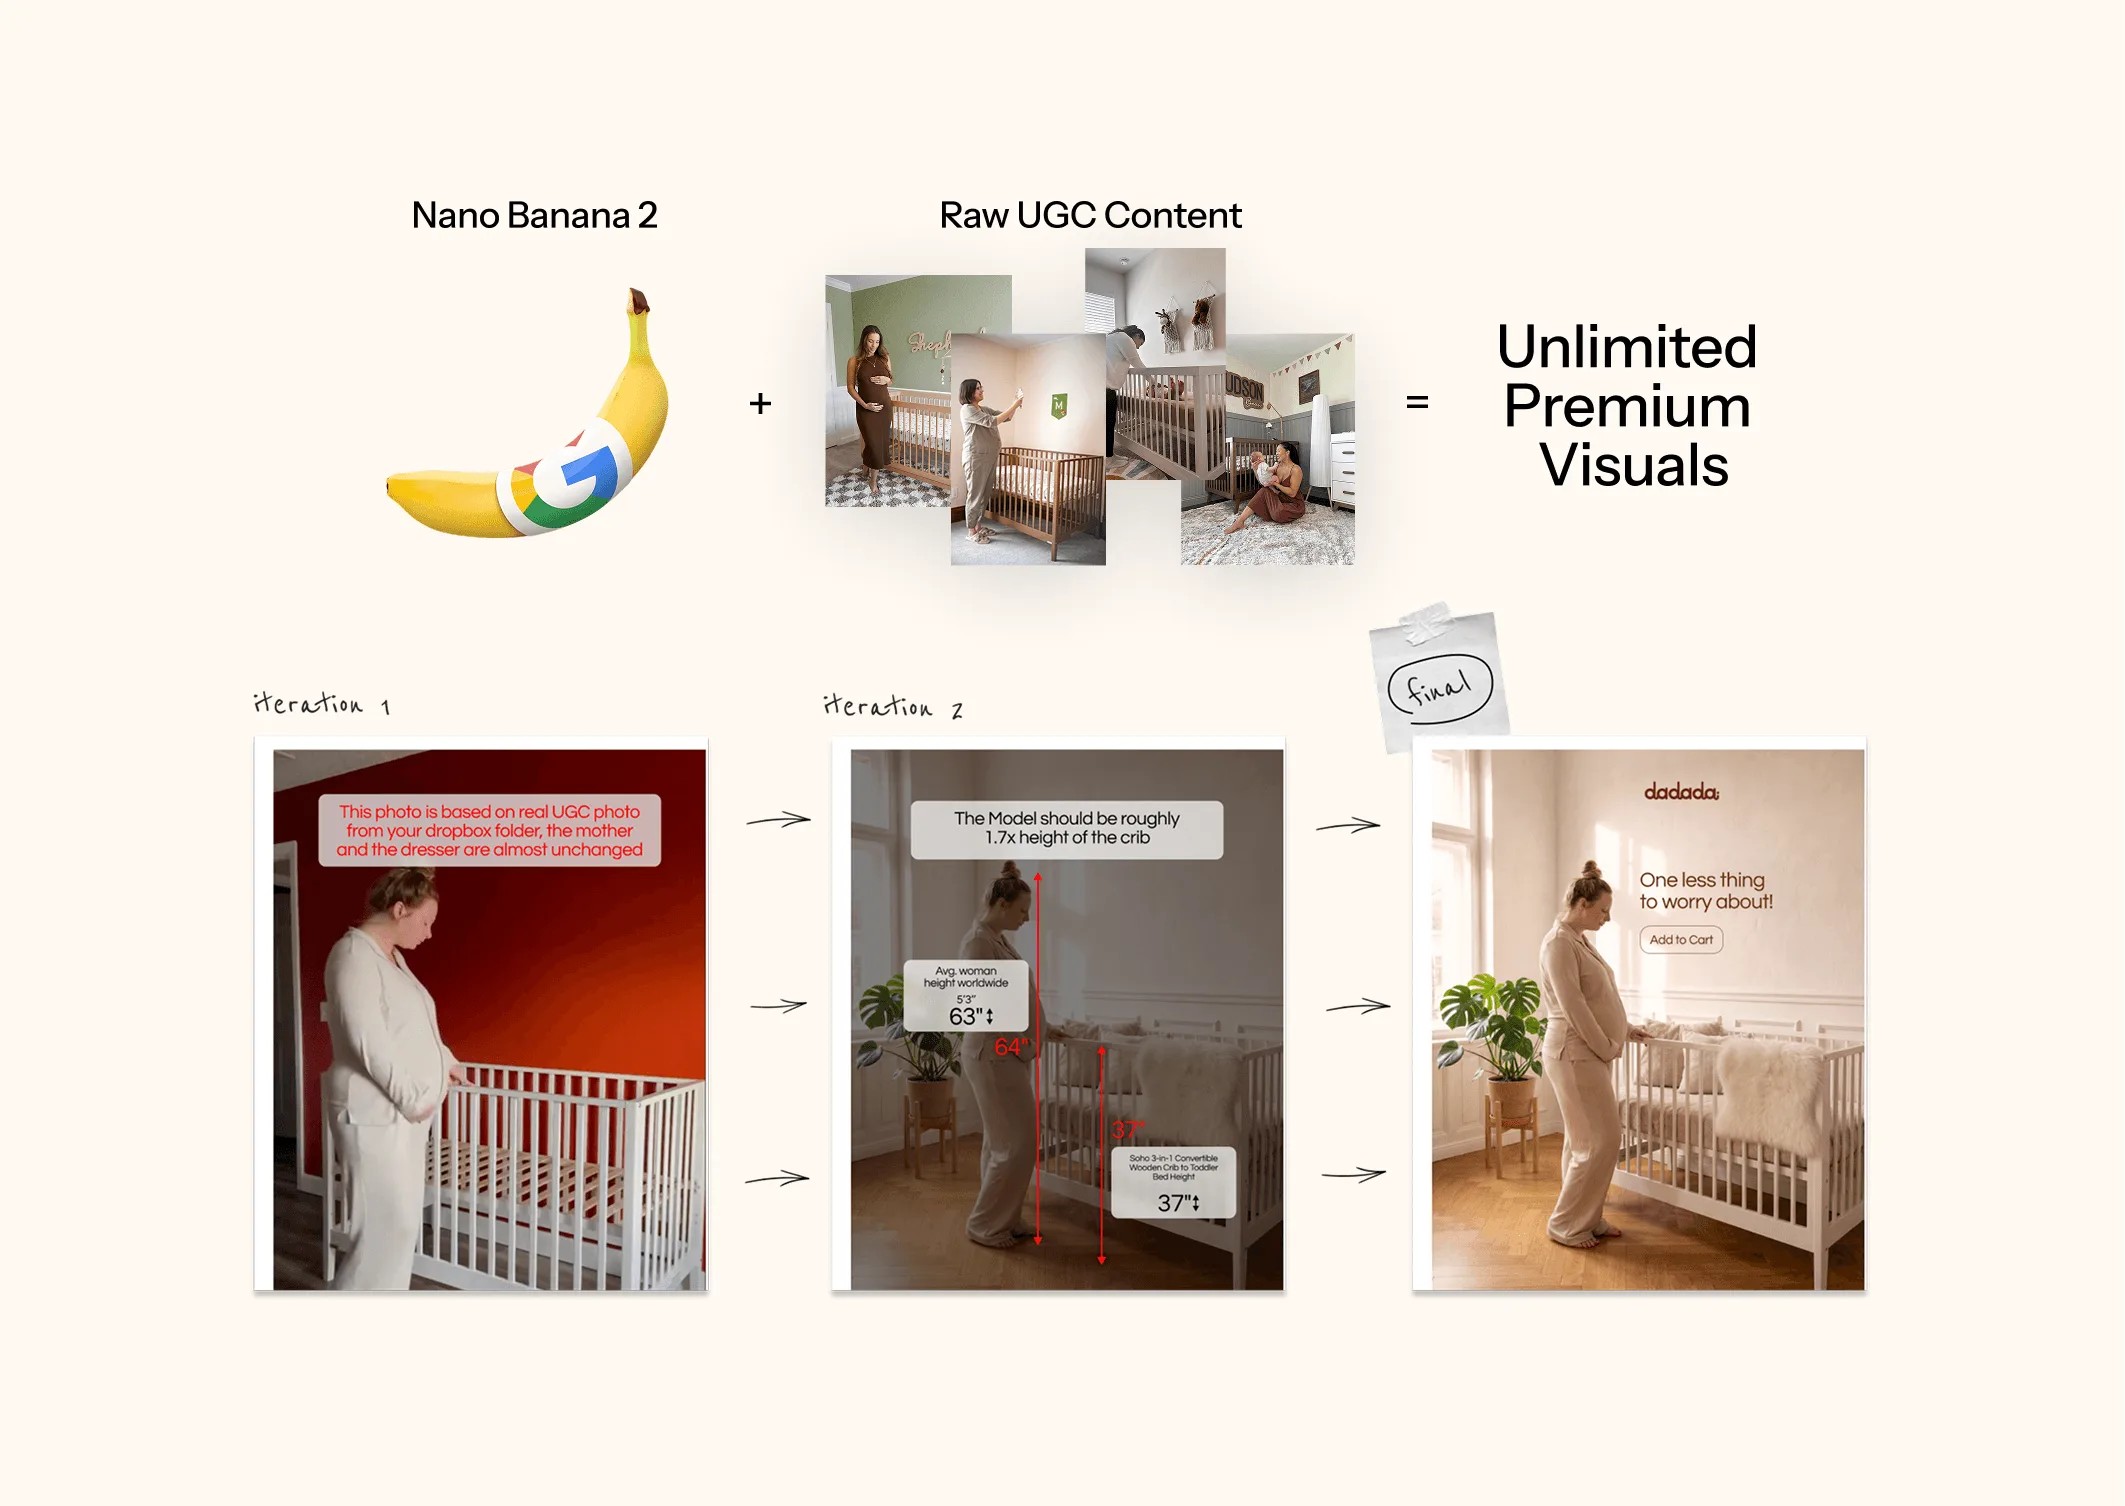 Nano Banana 2
Raw UGC Content
+
=
Unlimited
Premium
Visuals
G
M
final
iteration 1
iteration 2
This photo is based on real UGC photo
from your dropbox folder, the mother
and the dresser are almost unchanged
The Model should be roughly
1.7x height of the crib
Avg. woman
height worldwide
5'3"
63"
64"
37"
Soho 3-in-1 Convertible
Wooden Crib to Toddler
Bed Height
37"
dadada
One less thing
to worry about!
Add to Cart